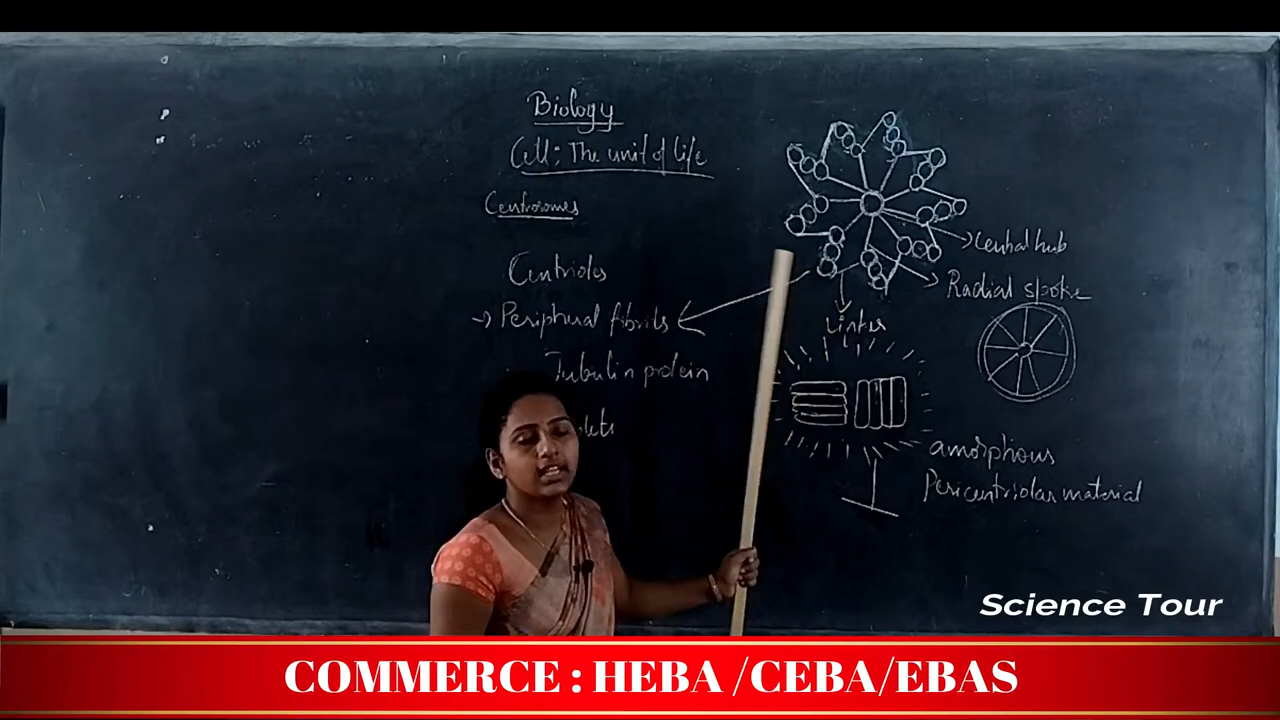 Biology
Cell: The unit of life
Centrosomes
Centrioles
→ Peripheral fibrils
Tubulin protein
Central hub
Radial spoke
Linker
amorphous
Pericentriolar material
Science Tour
COMMERCE : HEBA /CEBA/EBAS